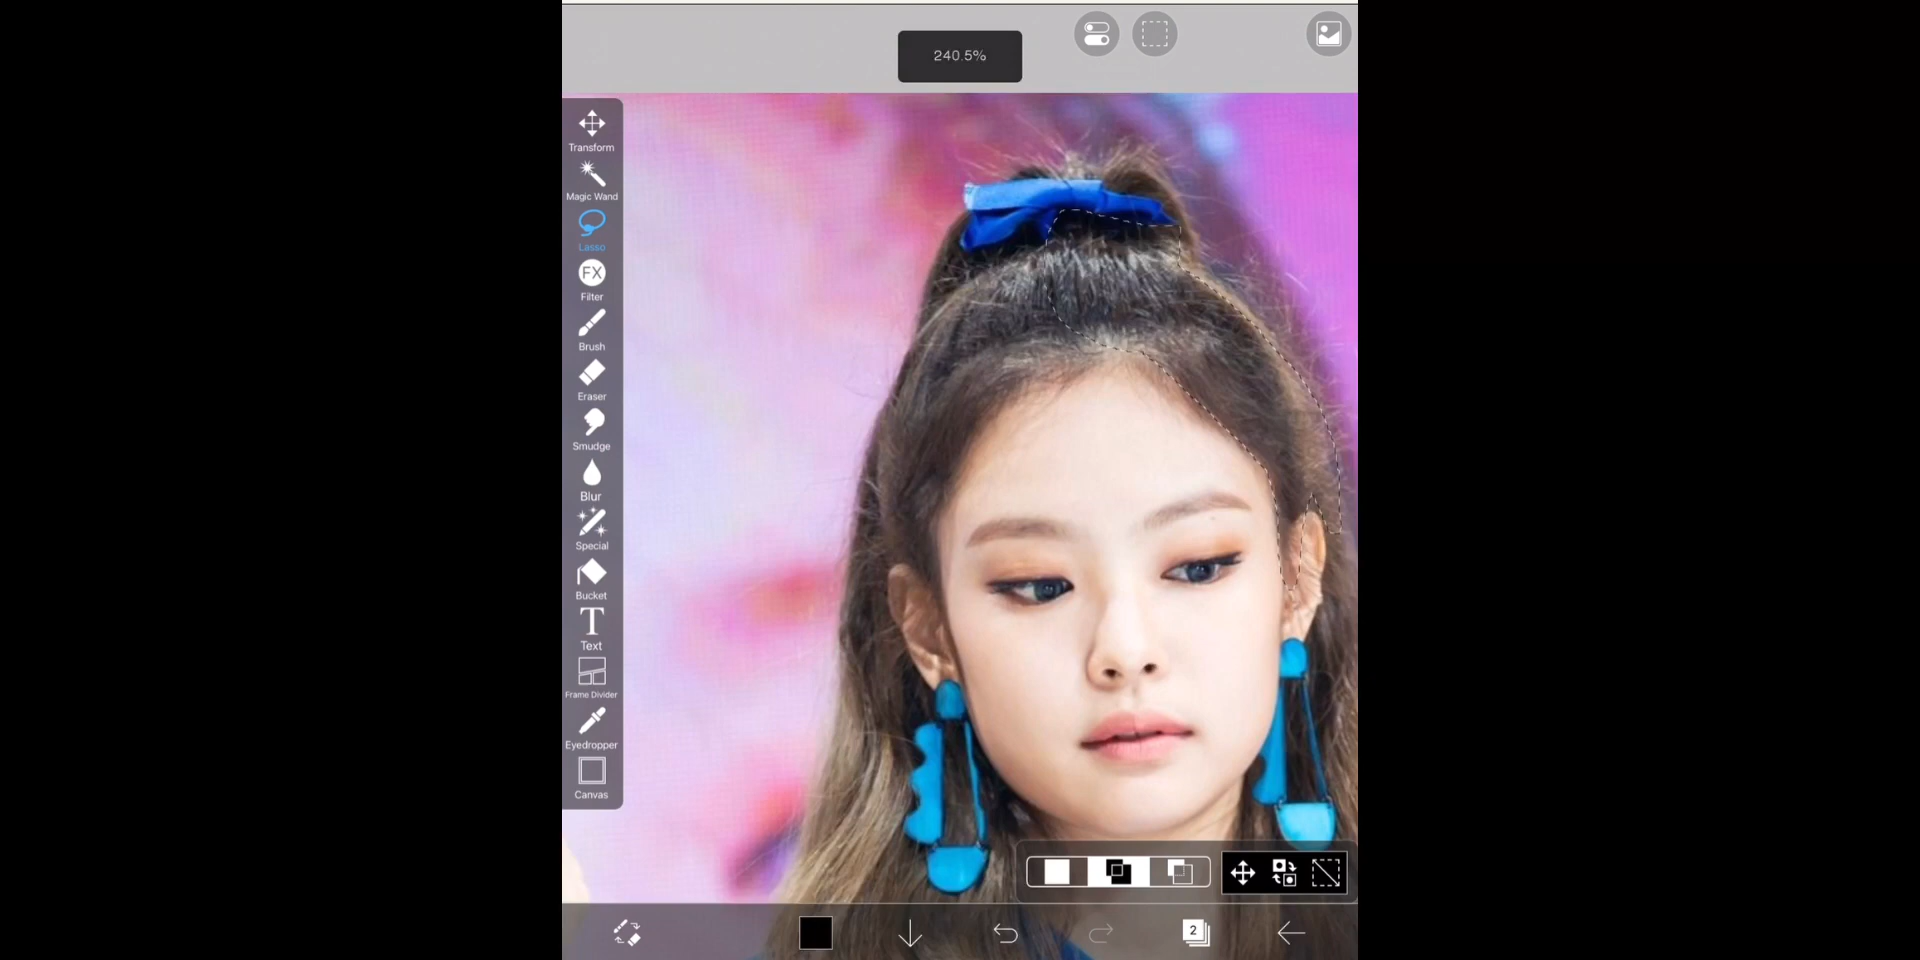 240.5%
Transform
Magic Wand
Lasso
FX
Filter
Brush
Eraser
Smudge
Blur
Special
Bucket
T
Text
Frame Divider
Eyedropper
Canvas
2